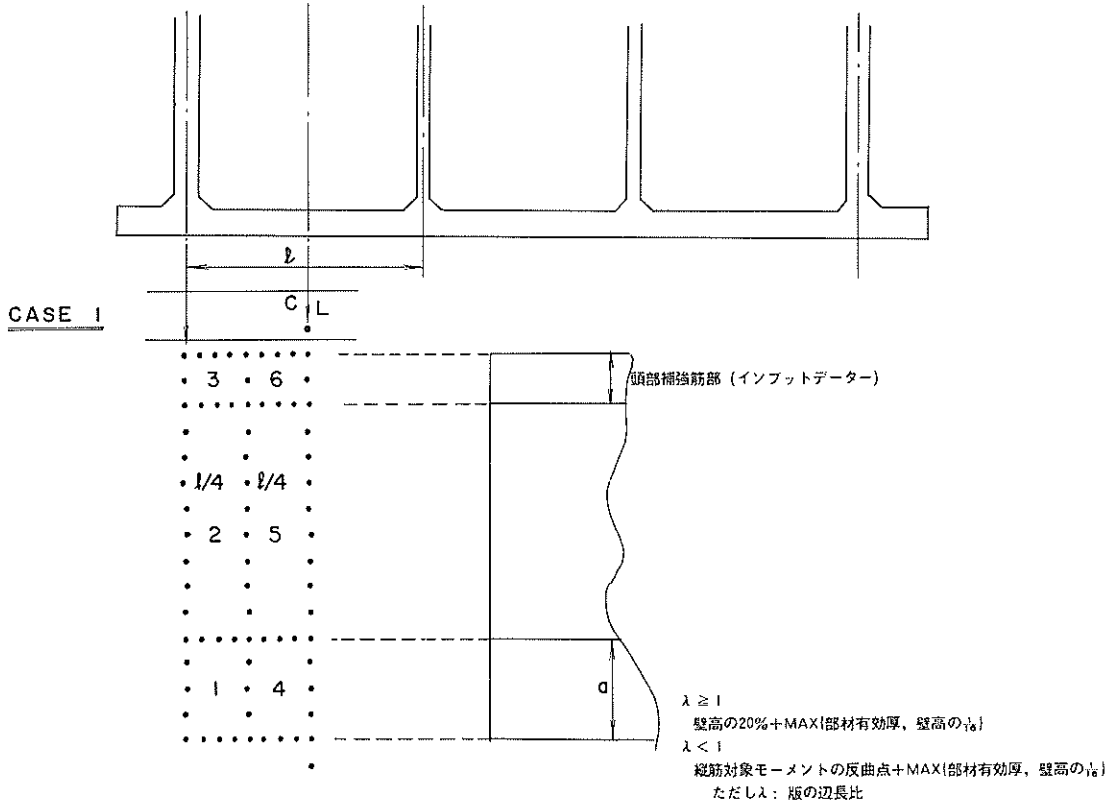 ℓ
C L
CASE 1
3 6
頭部補強筋部 (インプットデーター)
ℓ/4 ℓ/4
2 5
1 4
a
λ ≥ 1
壁高の20%+MAX{部材有効厚, 壁高の1/16}
λ < 1
縦筋対象モーメントの反曲点+MAX{部材有効厚, 壁高の1/16}
ただしλ: 版の辺長比